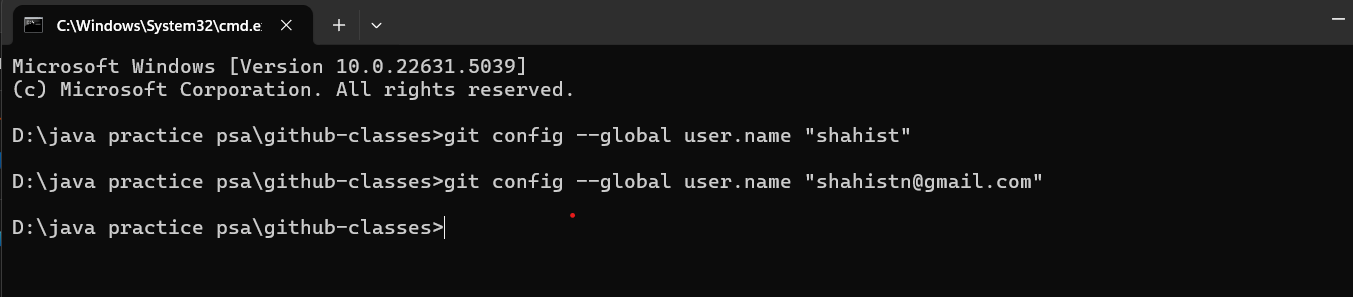 C:\Windows\System32\cmd.e
Microsoft Windows [Version 10.0.22631.5039]
(c) Microsoft Corporation. All rights reserved.
D:\java practice psa\github-classes>git config --global user.name "shahist"
D:\java practice psa\github-classes>git config --global user.name "shahistn@gmail.com"
D:\java practice psa\github-classes>